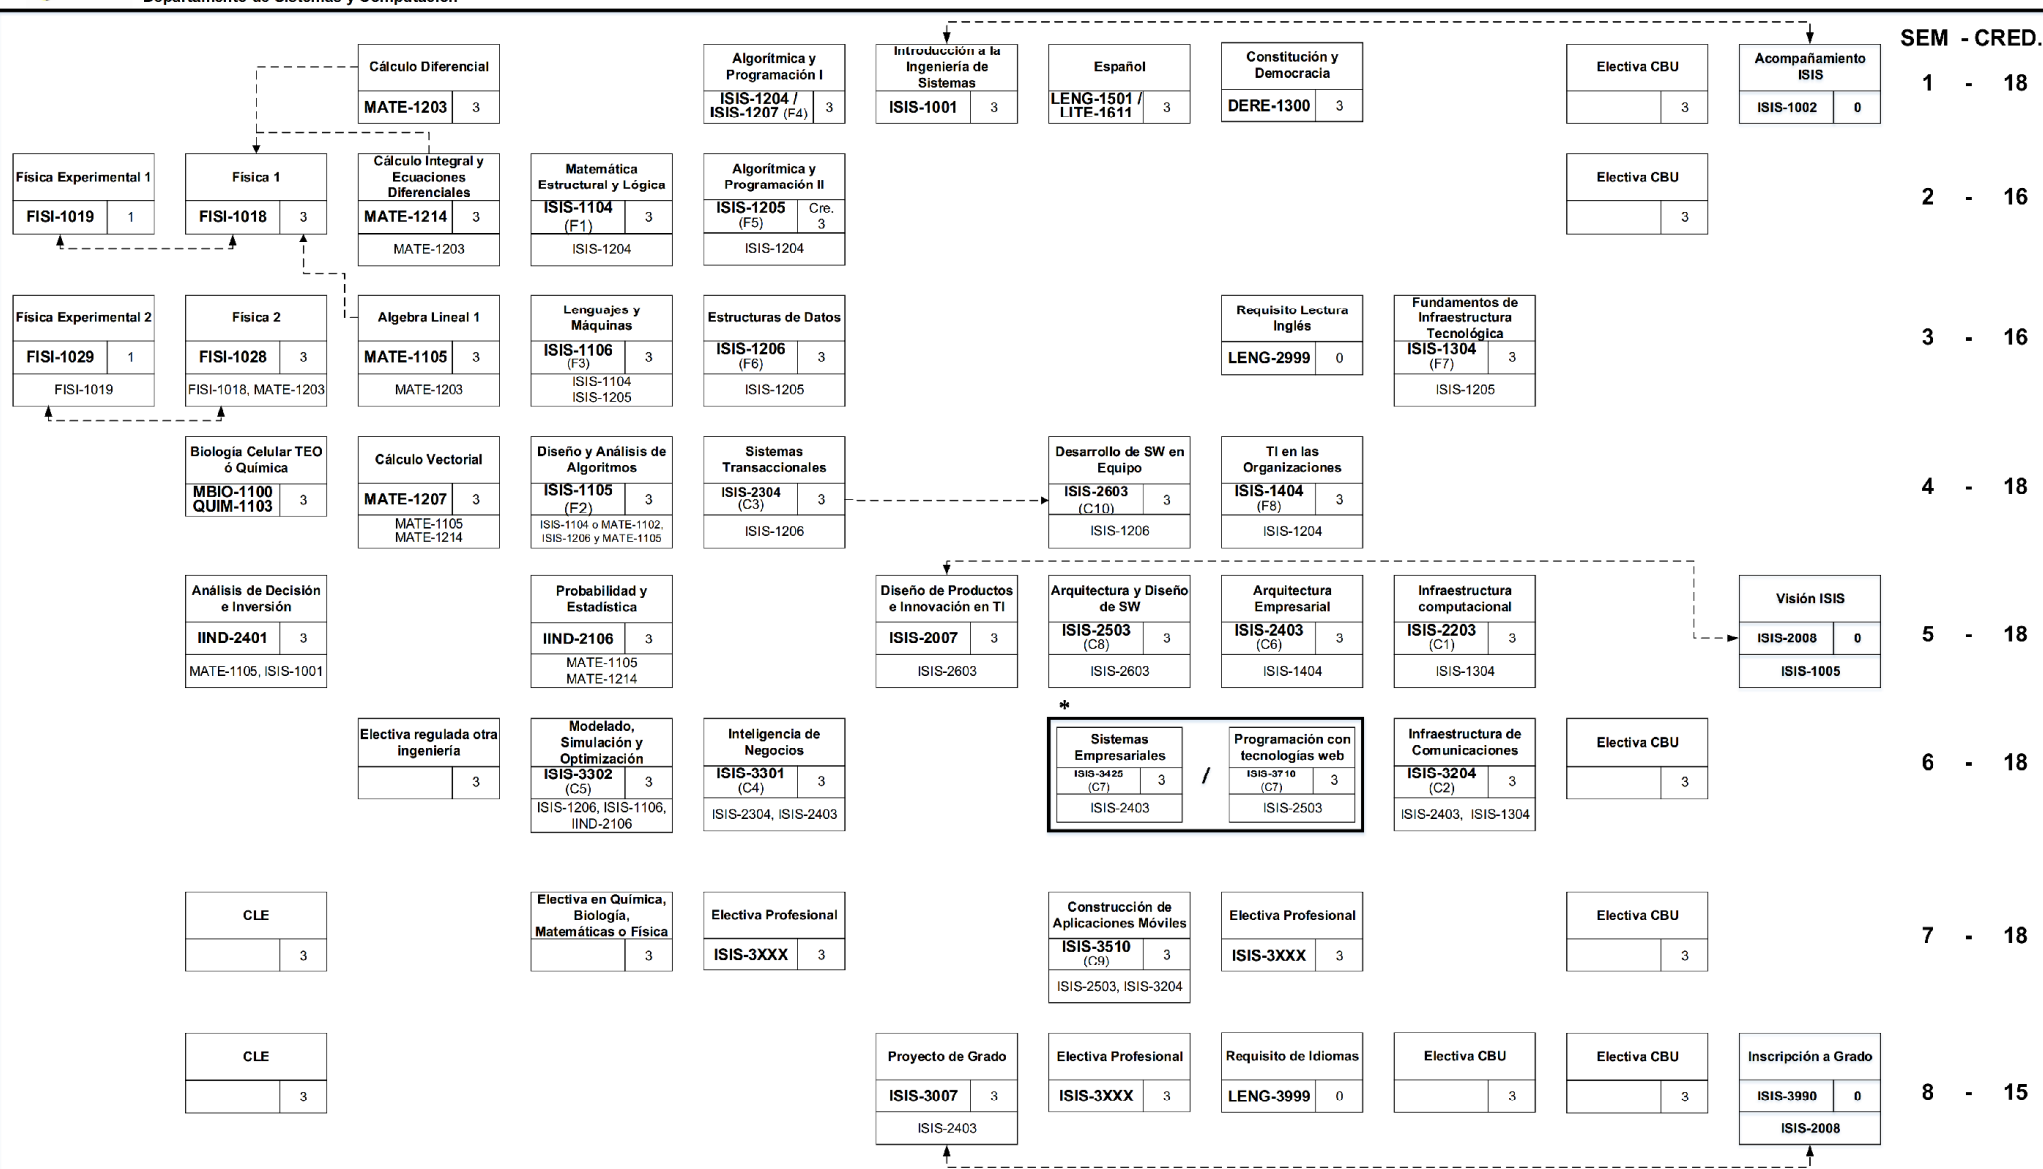 Departamento de Sistemas y Computación
SEM - CRED.
Cálculo Diferencial
MATE-1203 3
Algorítmica y
Programación I
ISIS-1204 /
ISIS-1207 (F4) 3
Introducción a la
Ingeniería de
Sistemas
ISIS-1001 3
Español
LENG-1501 /
LITE-1611 3
Constitución y
Democracia
DERE-1300 3
Electiva CBU
3
Acompañamiento
ISIS
ISIS-1002 0
1 - 18
Física Experimental 1
FISI-1019 1
Física 1
FISI-1018 3
Cálculo Integral y
Ecuaciones
Diferenciales
MATE-1214 3
MATE-1203
Matemática
Estructural y Lógica
ISIS-1104
(F1) 3
ISIS-1204
Algorítmica y
Programación II
ISIS-1205
(F5) Cre.
3
ISIS-1204
Electiva CBU
3
2 - 16
Física Experimental 2
FISI-1029 1
FISI-1019
Física 2
FISI-1028 3
FISI-1018, MATE-1203
Algebra Lineal 1
MATE-1105 3
MATE-1203
Lenguajes y
Máquinas
ISIS-1106
(F3) 3
ISIS-1104
ISIS-1205
Estructuras de Datos
ISIS-1206
(F6) 3
ISIS-1205
Requisito Lectura
Inglés
LENG-2999 0
Fundamentos de
Infraestructura
Tecnológica
ISIS-1304
(F7) 3
ISIS-1205
3 - 16
Biología Celular TEO
ó Química
MBIO-1100
QUIM-1103 3
Cálculo Vectorial
MATE-1207 3
MATE-1105
MATE-1214
Diseño y Análisis de
Algoritmos
ISIS-1105
(F2) 3
ISIS-1104 o MATE-1102,
ISIS-1206 y MATE-1105
Sistemas
Transaccionales
ISIS-2304
(C3) 3
ISIS-1206
Desarrollo de SW en
Equipo
ISIS-2603
(C10) 3
ISIS-1206
TI en las
Organizaciones
ISIS-1404
(F8) 3
ISIS-1204
4 - 18
Análisis de Decisión
e Inversión
IIND-2401 3
MATE-1105, ISIS-1001
Probabilidad y
Estadística
IIND-2106 3
MATE-1105
MATE-1214
Diseño de Productos
e Innovación en TI
ISIS-2007 3
ISIS-2603
Arquitectura y Diseño
de SW
ISIS-2503
(C8) 3
ISIS-2603
Arquitectura
Empresarial
ISIS-2403
(C6) 3
ISIS-1404
Infraestructura
computacional
ISIS-2203
(C1) 3
ISIS-1304
Visión ISIS
ISIS-2008 0
ISIS-1005
5 - 18
Electiva regulada otra
ingeniería
3
Modelado,
Simulación y
Optimización
ISIS-3302
(C5) 3
ISIS-1206, ISIS-1106,
IIND-2106
Inteligencia de
Negocios
ISIS-3301
(C4) 3
ISIS-2304, ISIS-2403
*
Sistemas
Empresariales
ISIS-3425
(C7) 3
ISIS-2403
/
Programación con
tecnologías web
ISIS-3710
(C7) 3
ISIS-2503
Infraestructura de
Comunicaciones
ISIS-3204
(C2) 3
ISIS-2403, ISIS-1304
Electiva CBU
3
6 - 18
CLE
3
Electiva en Química,
Biología,
Matemáticas o Física
3
Electiva Profesional
ISIS-3XXX 3
Construcción de
Aplicaciones Móviles
ISIS-3510
(C9) 3
ISIS-2503, ISIS-3204
Electiva Profesional
ISIS-3XXX 3
Electiva CBU
3
7 - 18
CLE
3
Proyecto de Grado
ISIS-3007 3
ISIS-2403
Electiva Profesional
ISIS-3XXX 3
Requisito de Idiomas
LENG-3999 0
Electiva CBU
3
Electiva CBU
3
Inscripción a Grado
ISIS-3990 0
ISIS-2008
8 - 15